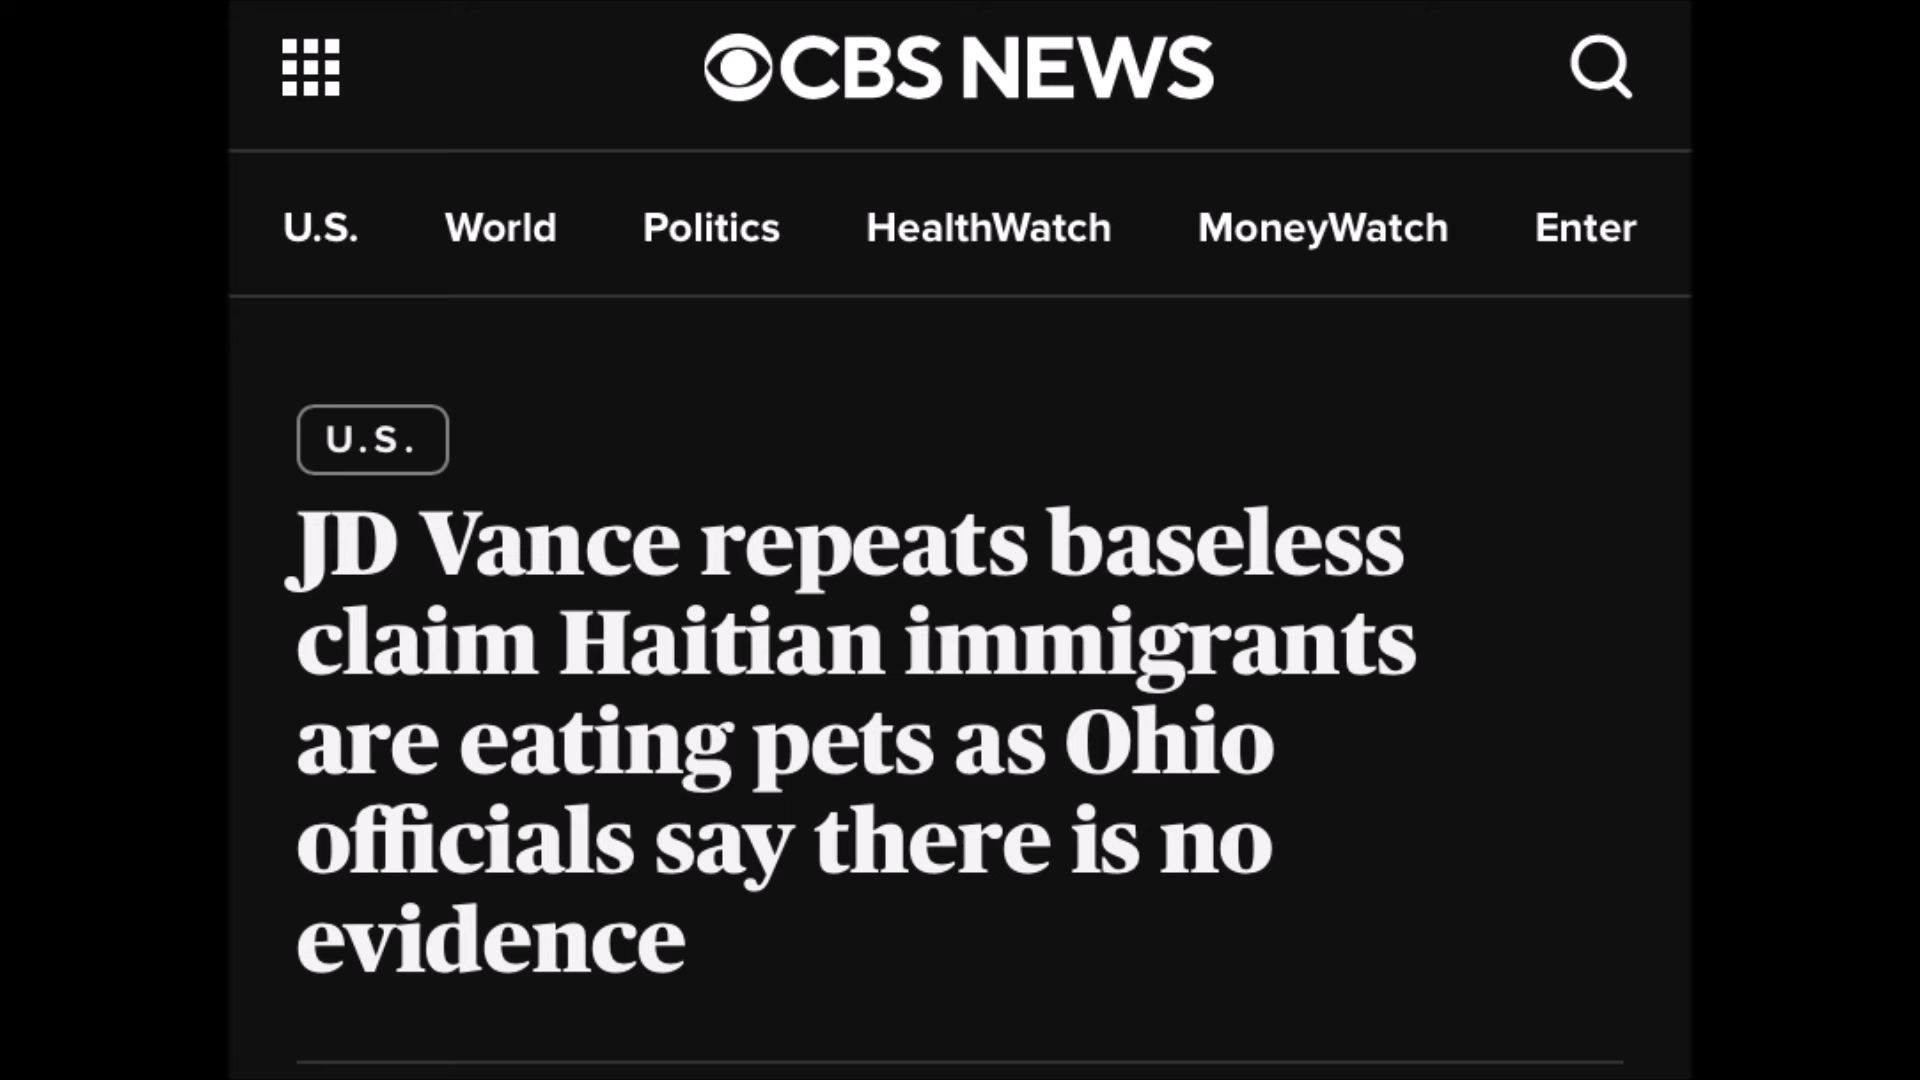 CBS NEWS
U.S. World Politics HealthWatch MoneyWatch Enter
U.S.
JD Vance repeats baseless
claim Haitian immigrants
are eating pets as Ohio
officials say there is no
evidence